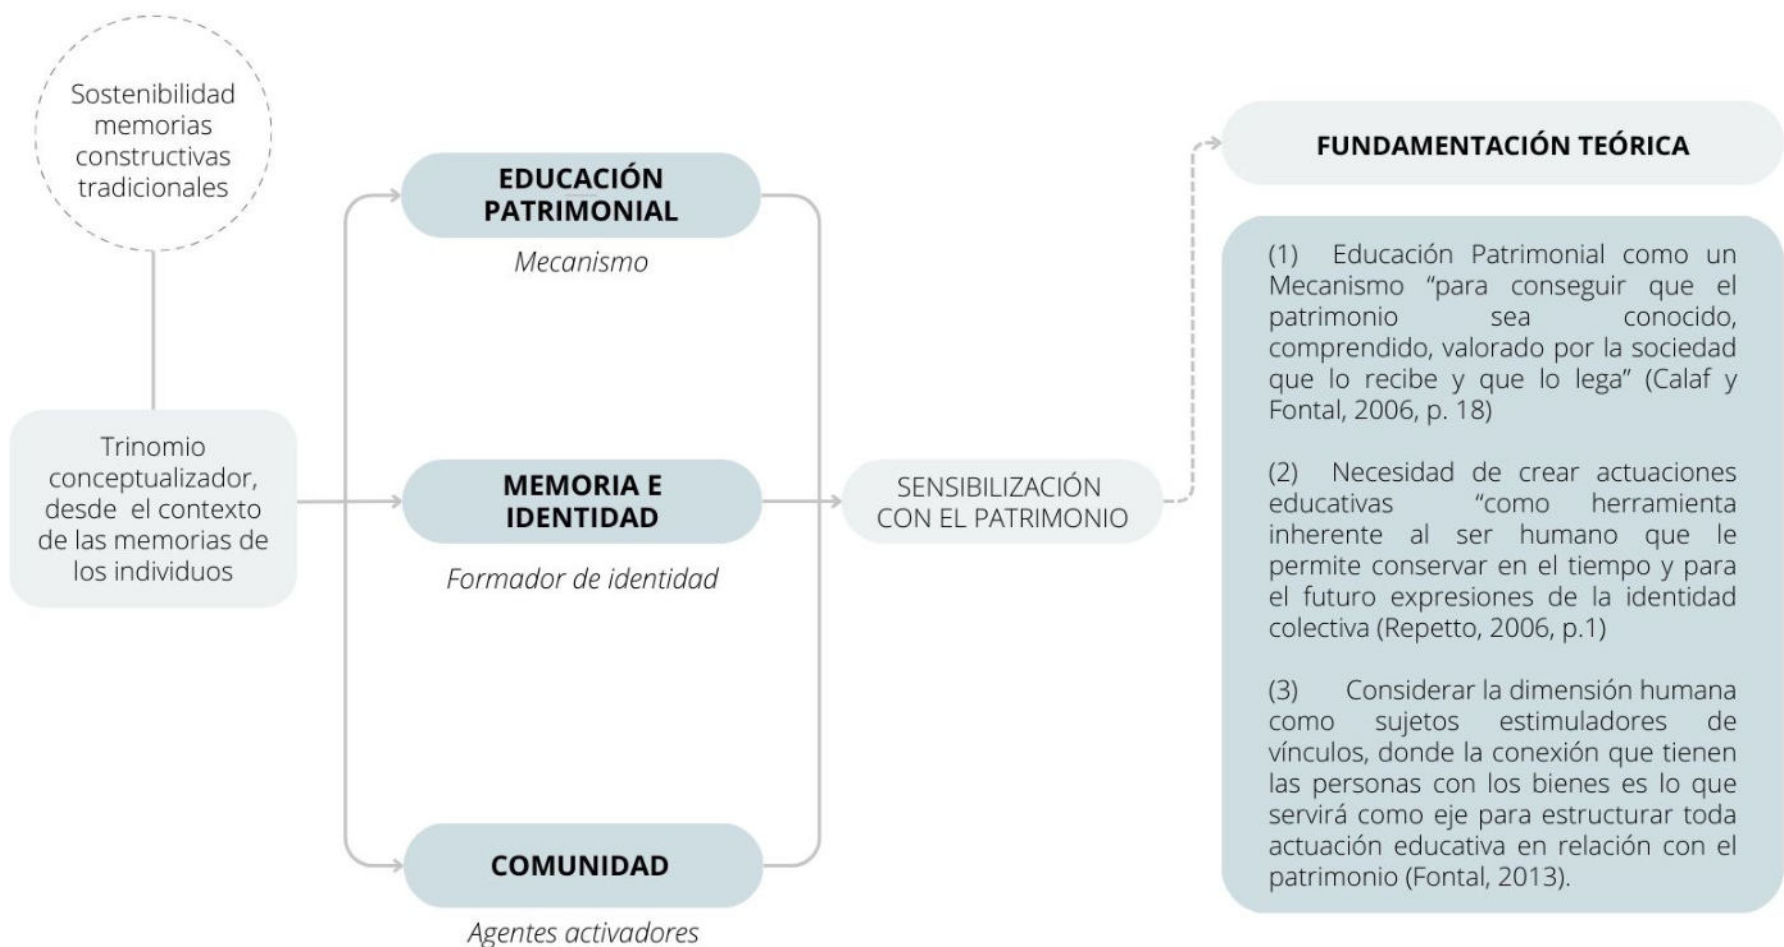 Sostenibilidad
memorias
constructivas
tradicionales
Trinomio
conceptualizador,
desde el contexto
de las memorias de
los individuos
EDUCACIÓN
PATRIMONIAL
Mecanismo
MEMORIA E
IDENTIDAD
Formador de identidad
COMUNIDAD
Agentes activadores
SENSIBILIZACIÓN
CON EL PATRIMONIO
FUNDAMENTACIÓN TEÓRICA
(1) Educación Patrimonial como un
Mecanismo “para conseguir que el
patrimonio sea conocido,
comprendido, valorado por la sociedad
que lo recibe y que lo lega” (Calaf y
Fontal, 2006, p. 18)
(2) Necesidad de crear actuaciones
educativas “como herramienta
inherente al ser humano que le
permite conservar en el tiempo y para
el futuro expresiones de la identidad
colectiva (Repetto, 2006, p.1)
(3) Considerar la dimensión humana
como sujetos estimuladores de
vínculos, donde la conexión que tienen
las personas con los bienes es lo que
servirá como eje para estructurar toda
actuación educativa en relación con el
patrimonio (Fontal, 2013).